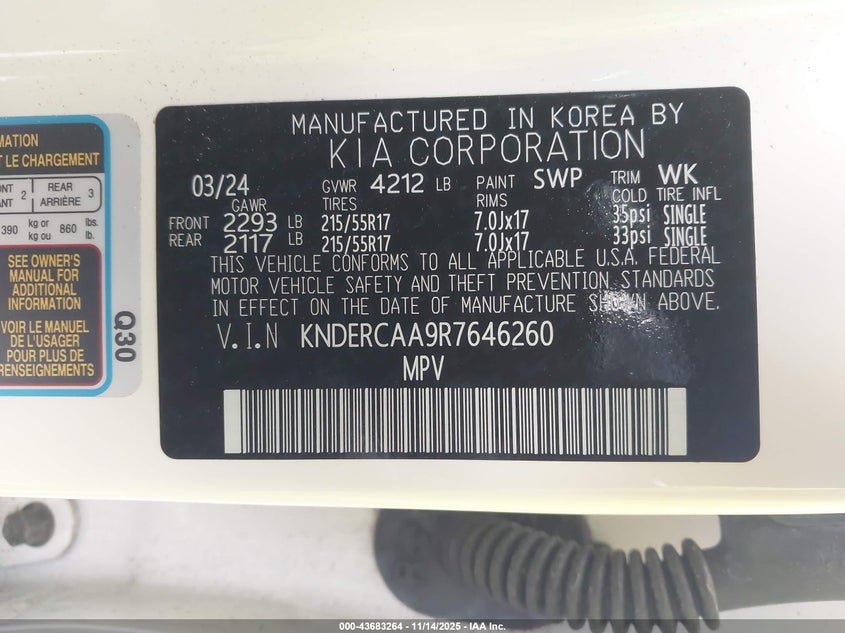 MATION
T LE CHARGEMENT
NT 2 REAR 3
ANT ARRIÈRE
390 kg or 860 lbs.
kg ou lb.
SEE OWNER'S
MANUAL FOR
ADDITIONAL
INFORMATION
VOIR LE MANUEL
DE L'USAGER
POUR PLUS DE
RENSEIGNEMENTS
Q30
MANUFACTURED IN KOREA BY
KIA CORPORATION
03/24 GVWR 4212 LB PAINT SWP TRIM WK
GAWR TIRES RIMS COLD TIRE INFL
FRONT 2293 LB 215/55R17 7.0Jx17 35psi SINGLE
REAR 2117 LB 215/55R17 7.0Jx17 33psi SINGLE
THIS VEHICLE CONFORMS TO ALL APPLICABLE U.S.A. FEDERAL
MOTOR VEHICLE SAFETY AND THEFT PREVENTION STANDARDS
IN EFFECT ON THE DATE OF MANUFACTURE SHOWN ABOVE.
V.I.N KNDERCAA9R7646260
MPV
000-43683264 - 11/14/2025 - IAA Inc.